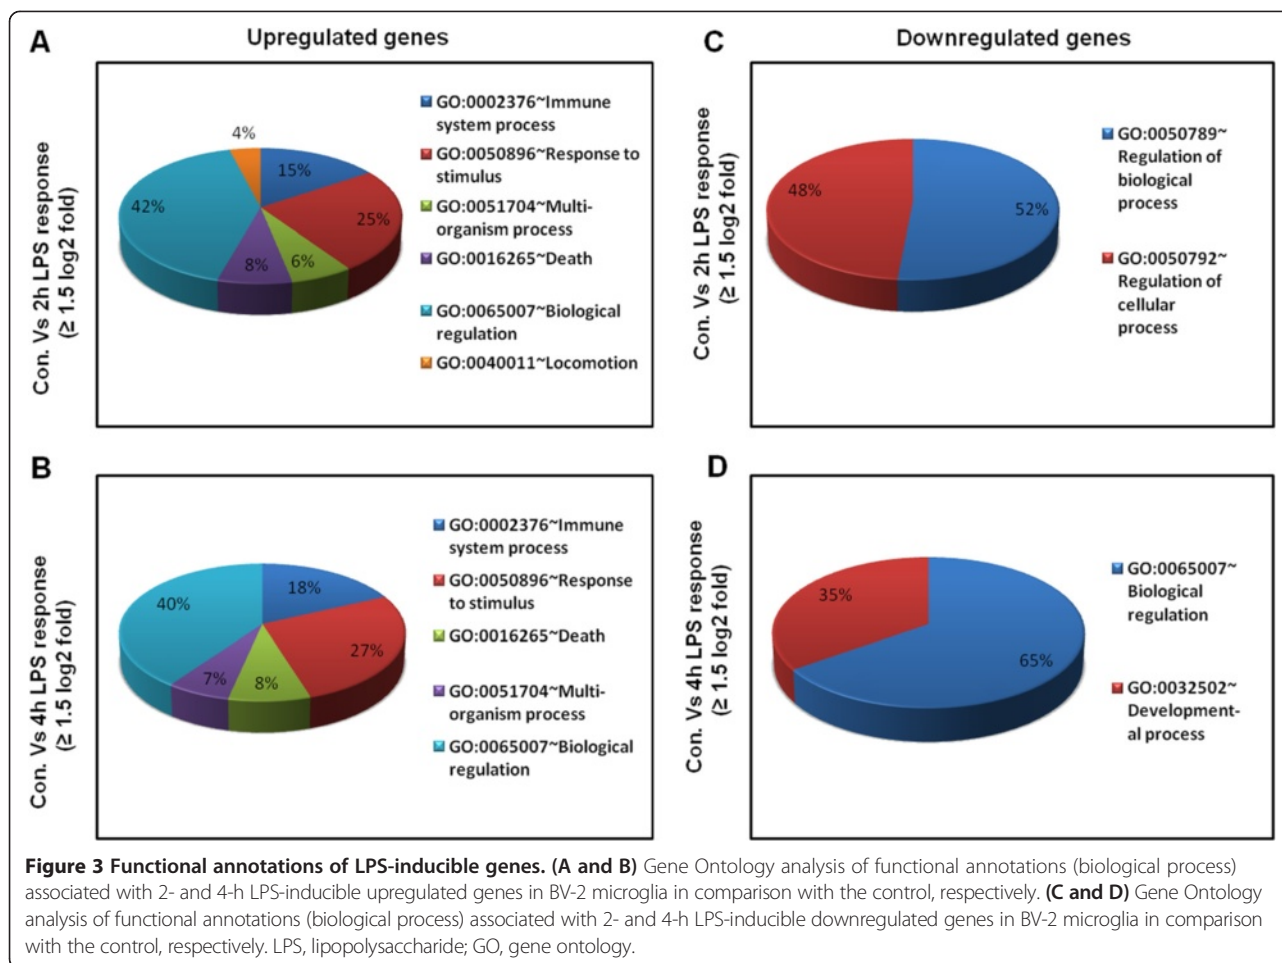 A
Upregulated genes
Con. Vs 2h LPS response
(≥ 1.5 log2 fold)
4%
15%
25%
6%
8%
42%
GO:0002376~Immune
system process
GO:0050896~Response to
stimulus
GO:0051704~Multi-
organism process
GO:0016265~Death
GO:0065007~Biological
regulation
GO:0040011~Locomotion
C
Downregulated genes
Con. Vs 2h LPS response
(≥ 1.5 log2 fold)
48%
52%
GO:0050789~
Regulation of
biological
process
GO:0050792~
Regulation of
cellular
process
B
Con. Vs 4h LPS response
(≥ 1.5 log2 fold)
18%
27%
8%
7%
40%
GO:0002376~Immune
system process
GO:0050896~Response
to stimulus
GO:0016265~Death
GO:0051704~Multi-
organism process
GO:0065007~Biological
regulation
D
Con. Vs 4h LPS response
(≥ 1.5 log2 fold)
35%
65%
GO:0065007~
Biological
regulation
GO:0032502~
Development-
al process
Figure 3 Functional annotations of LPS-inducible genes. (A and B) Gene Ontology analysis of functional annotations (biological process)
associated with 2- and 4-h LPS-inducible upregulated genes in BV-2 microglia in comparison with the control, respectively. (C and D) Gene Ontology
analysis of functional annotations (biological process) associated with 2- and 4-h LPS-inducible downregulated genes in BV-2 microglia in comparison
with the control, respectively. LPS, lipopolysaccharide; GO, gene ontology.